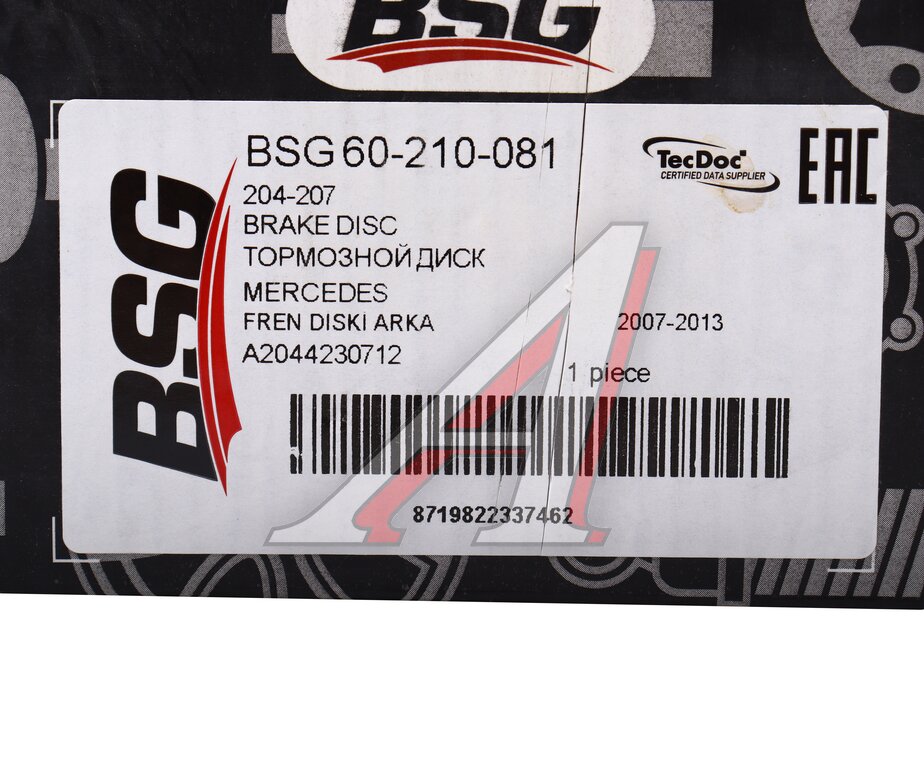 BSG
BSG
BSG 60-210-081
TecDoc
CERTIFIED DATA SUPPLIER
EAC
204-207
BRAKE DISC
ТОРМОЗНОЙ ДИСК
MERCEDES
FREN DISKI ARKA
2007-2013
A2044230712
1 piece
8719822337462